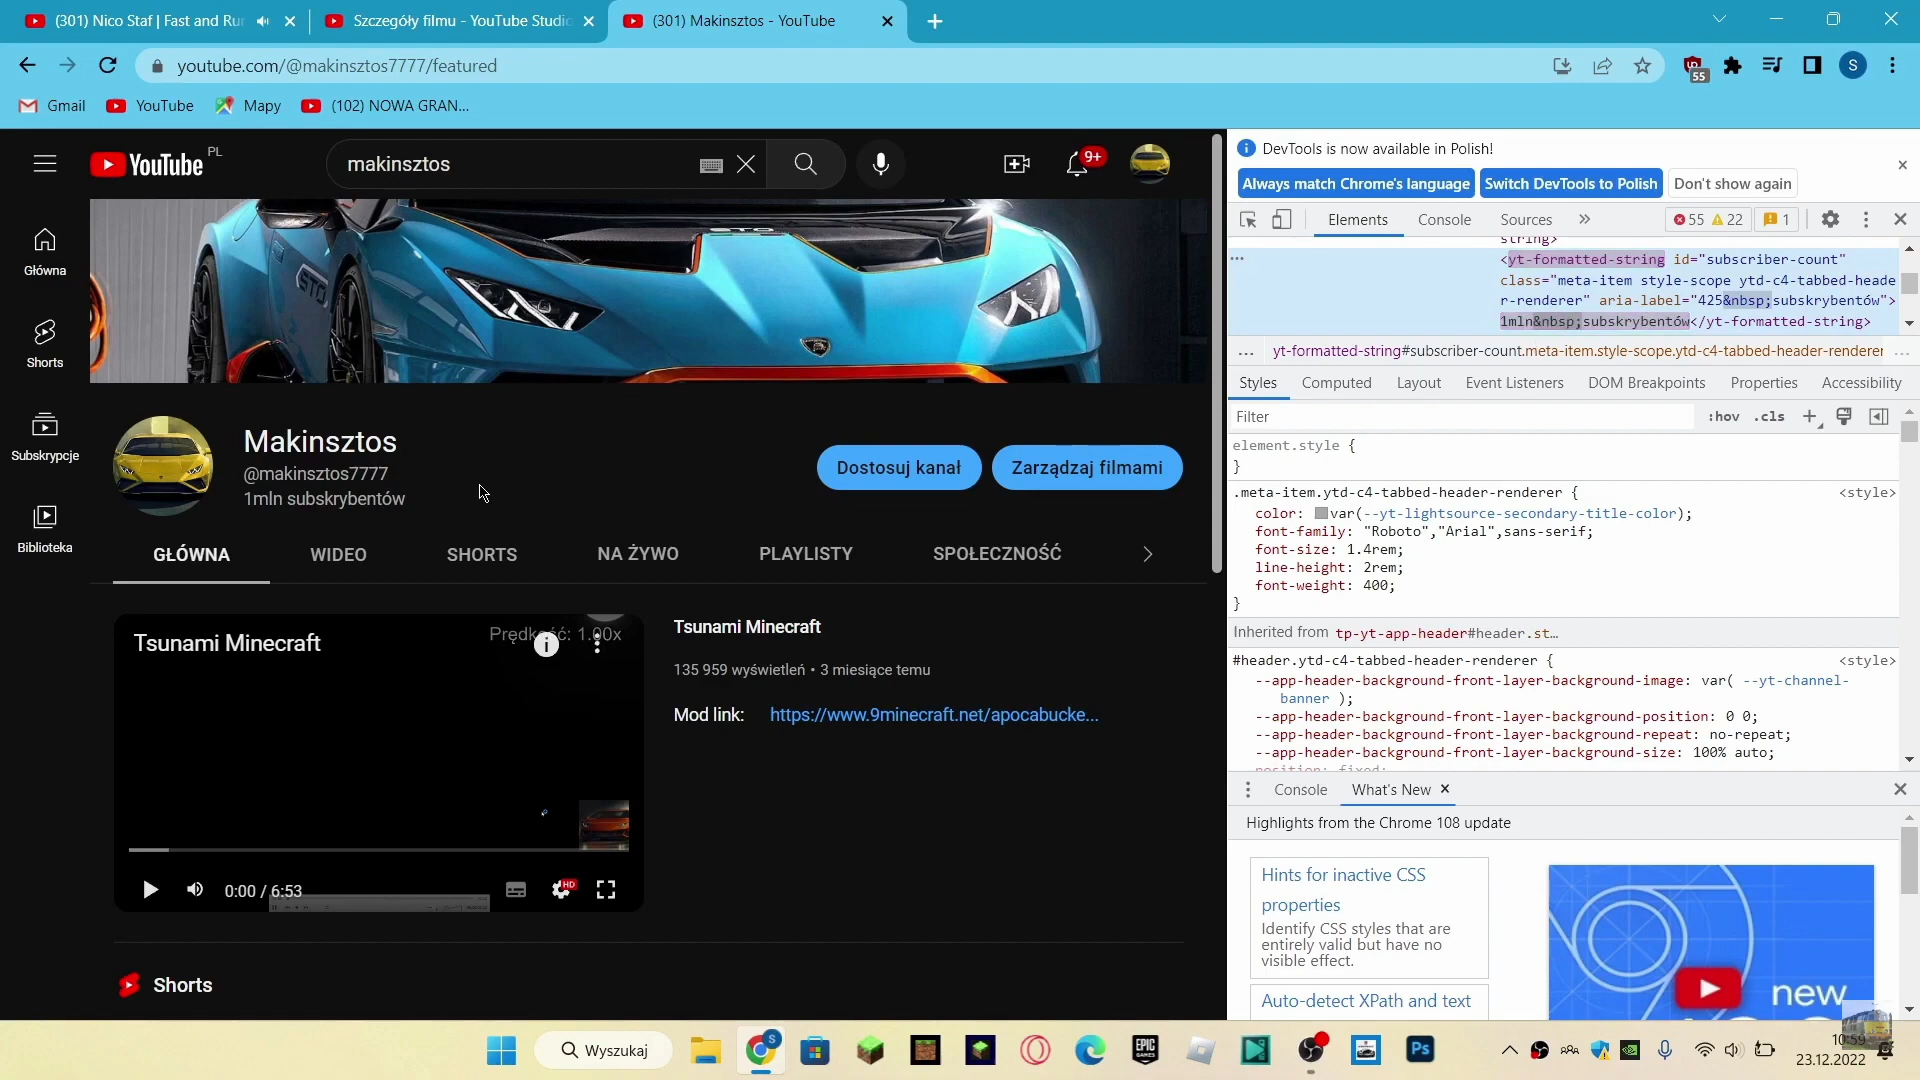 (301) Nico Staf | Fast and Run
Szczegóły filmu - YouTube Studio
(301) Makinsztos - YouTube
youtube.com/@makinsztos7777/featured
55
S
Gmail
YouTube
Mapy
(102) NOWA GRAN...
YouTube PL
makinsztos
9+
Główna
Shorts
Subskrypcje
Biblioteka
STO
Makinsztos
@makinsztos7777
1mln subskrybentów
Dostosuj kanał
Zarządzaj filmami
GŁÓWNA
WIDEO
SHORTS
NA ŻYWO
PLAYLISTY
SPOŁECZNOŚĆ
Tsunami Minecraft
Prędkość: 1.00x
0:00 / 6:53
HD
Tsunami Minecraft
135 959 wyświetleń • 3 miesiące temu
Mod link: https://www.9minecraft.net/apocabucke...
Shorts
DevTools is now available in Polish!
Always match Chrome's language
Switch DevTools to Polish
Don't show again
Elements
Console
Sources
55
22
1
string>
<yt-formatted-string id="subscriber-count"
class="meta-item style-scope ytd-c4-tabbed-heade
r-renderer" aria-label="425&nbsp;subskrybentów">
1mln&nbsp;subskrybentów</yt-formatted-string>
... yt-formatted-string#subscriber-count.meta-item.style-scope.ytd-c4-tabbed-header-renderer ...
Styles
Computed
Layout
Event Listeners
DOM Breakpoints
Properties
Accessibility
Filter
:hov
.cls
element.style {
}
.meta-item.ytd-c4-tabbed-header-renderer {
<style>
color: var(--yt-lightsource-secondary-title-color);
font-family: "Roboto","Arial",sans-serif;
font-size: 1.4rem;
line-height: 2rem;
font-weight: 400;
}
Inherited from tp-yt-app-header#header.st…
#header.ytd-c4-tabbed-header-renderer {
<style>
--app-header-background-front-layer-background-image: var( --yt-channel-
banner );
--app-header-background-front-layer-background-position: 0 0;
--app-header-background-front-layer-background-repeat: no-repeat;
--app-header-background-front-layer-background-size: 100% auto;
position: fixed;
Console
What's New
Highlights from the Chrome 108 update
Hints for inactive CSS
properties
Identify CSS styles that are
entirely valid but have no
visible effect.
Auto-detect XPath and text
new
Wyszukaj
S
EPIC
GAMES
Ps
10:59
23.12.2022